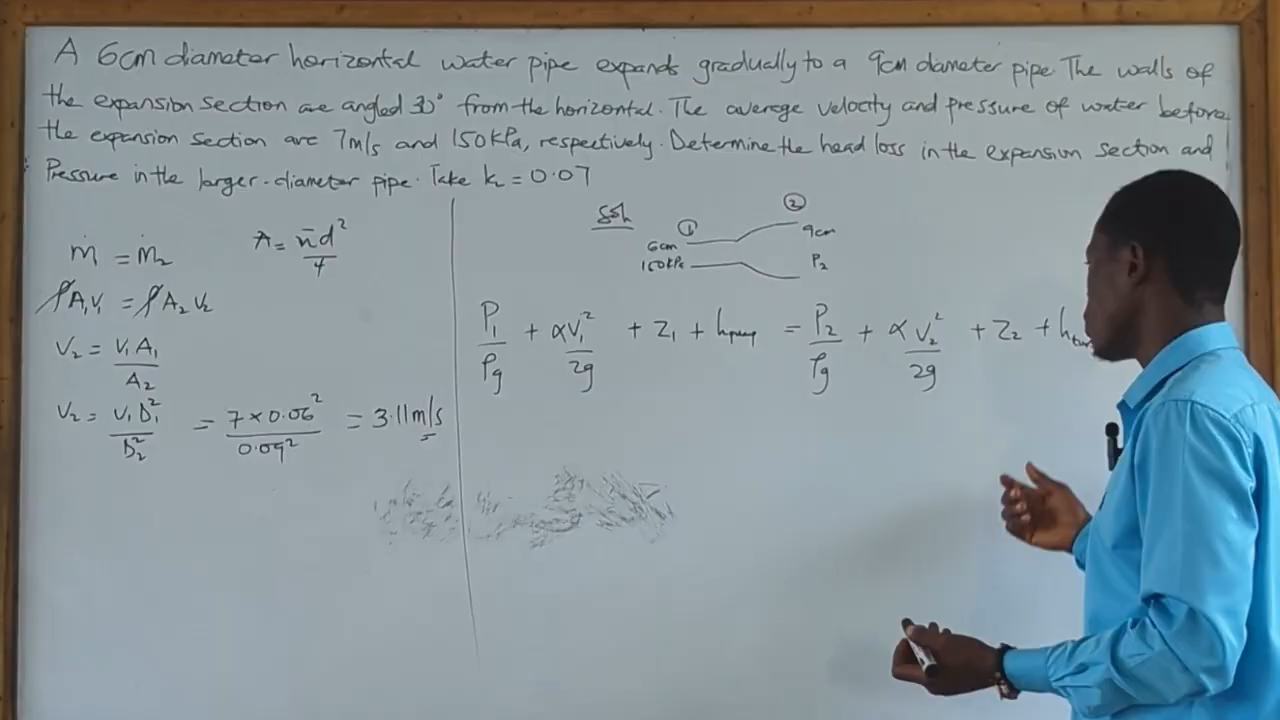 A 6cm diameter horizontal water pipe expands gradually to a 9cm diameter pipe. The walls of
the expansion section are angled 30° from the horizontal. The average velocity and pressure of water before
the expansion section are 7m/s and 150kPa, respectively. Determine the head loss in the expansion section and
Pressure in the larger-diameter pipe. Take k_L = 0.07
ṁ = ṁ₂
A = πd²/4
ρA₁V₁ = ρA₂V₂
V₂ = V₁A₁/A₂
V₂ = V₁D₁²/D₂² = 7×0.06²/0.09² = 3.11m/s
Soln
① ②
6cm 9cm
150kPa P₂
P₁/ρg + αV₁²/2g + Z₁ + hpump = P₂/ρg + αV₂²/2g + Z₂ +